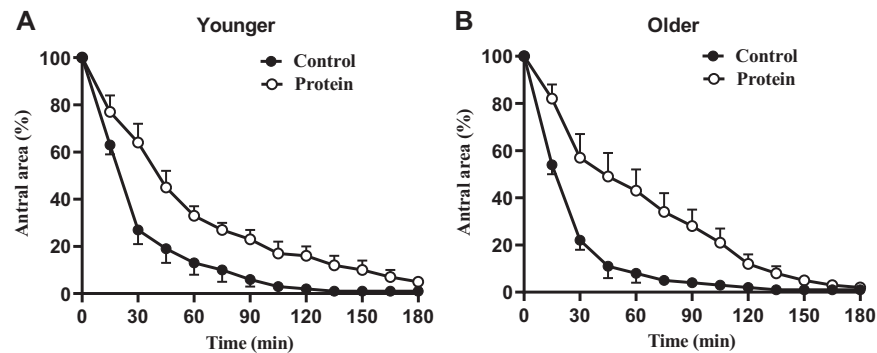 A
Younger
Control
Protein
Antral area (%)
100
80
60
40
20
0
0 30 60 90 120 150 180
Time (min)
B
Older
Control
Protein
Antral area (%)
100
80
60
40
20
0
0 30 60 90 120 150 180
Time (min)